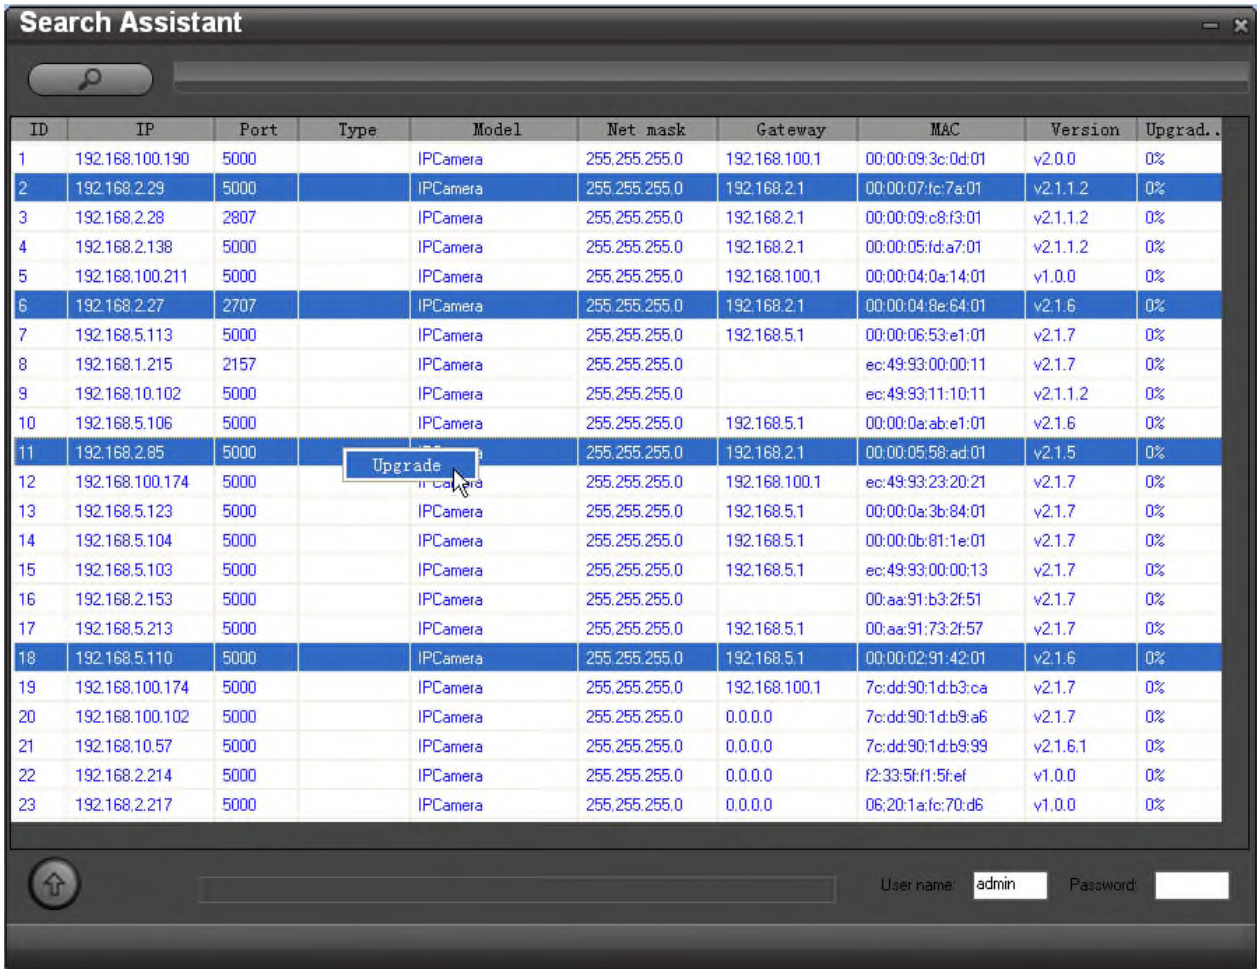 Search Assistant
ID IP Port Type Model Net mask Gateway MAC Version Upgrad..
1 192.168.100.190 5000 IPCamera 255.255.255.0 192.168.100.1 00:00:09:3c:0d:01 v2.0.0 0%
2 192.168.2.29 5000 IPCamera 255.255.255.0 192.168.2.1 00:00:07:fc:7a:01 v2.1.1.2 0%
3 192.168.2.28 2807 IPCamera 255.255.255.0 192.168.2.1 00:00:09:c8:f3:01 v2.1.1.2 0%
4 192.168.2.138 5000 IPCamera 255.255.255.0 192.168.2.1 00:00:05:fd:a7:01 v2.1.1.2 0%
5 192.168.100.211 5000 IPCamera 255.255.255.0 192.168.100.1 00:00:04:0a:14:01 v1.0.0 0%
6 192.168.2.27 2707 IPCamera 255.255.255.0 192.168.2.1 00:00:04:8e:64:01 v2.1.6 0%
7 192.168.5.113 5000 IPCamera 255.255.255.0 192.168.5.1 00:00:06:53:e1:01 v2.1.7 0%
8 192.168.1.215 2157 IPCamera 255.255.255.0 ec:49:93:00:00:11 v2.1.7 0%
9 192.168.10.102 5000 IPCamera 255.255.255.0 ec:49:93:11:10:11 v2.1.1.2 0%
10 192.168.5.106 5000 IPCamera 255.255.255.0 192.168.5.1 00:00:0a:ab:e1:01 v2.1.6 0%
11 192.168.2.85 5000 255.255.255.0 192.168.2.1 00:00:05:58:ad:01 v2.1.5 0%
Upgrade
12 192.168.100.174 5000 255.255.255.0 192.168.100.1 ec:49:93:23:20:21 v2.1.7 0%
13 192.168.5.123 5000 IPCamera 255.255.255.0 192.168.5.1 00:00:0a:3b:84:01 v2.1.7 0%
14 192.168.5.104 5000 IPCamera 255.255.255.0 192.168.5.1 00:00:0b:81:1e:01 v2.1.7 0%
15 192.168.5.103 5000 IPCamera 255.255.255.0 192.168.5.1 ec:49:93:00:00:13 v2.1.7 0%
16 192.168.2.153 5000 IPCamera 255.255.255.0 00:aa:91:b3:2f:51 v2.1.7 0%
17 192.168.5.213 5000 IPCamera 255.255.255.0 192.168.5.1 00:aa:91:73:2f:57 v2.1.7 0%
18 192.168.5.110 5000 IPCamera 255.255.255.0 192.168.5.1 00:00:02:91:42:01 v2.1.6 0%
19 192.168.100.174 5000 IPCamera 255.255.255.0 192.168.100.1 7c:dd:90:1d:b3:ca v2.1.7 0%
20 192.168.100.102 5000 IPCamera 255.255.255.0 0.0.0.0 7c:dd:90:1d:b9:a6 v2.1.7 0%
21 192.168.10.57 5000 IPCamera 255.255.255.0 0.0.0.0 7c:dd:90:1d:b9:99 v2.1.6.1 0%
22 192.168.2.214 5000 IPCamera 255.255.255.0 0.0.0.0 f2:33:5f:f1:5f:ef v1.0.0 0%
23 192.168.2.217 5000 IPCamera 255.255.255.0 0.0.0.0 06:20:1a:fc:70:d6 v1.0.0 0%
User name: admin Password: